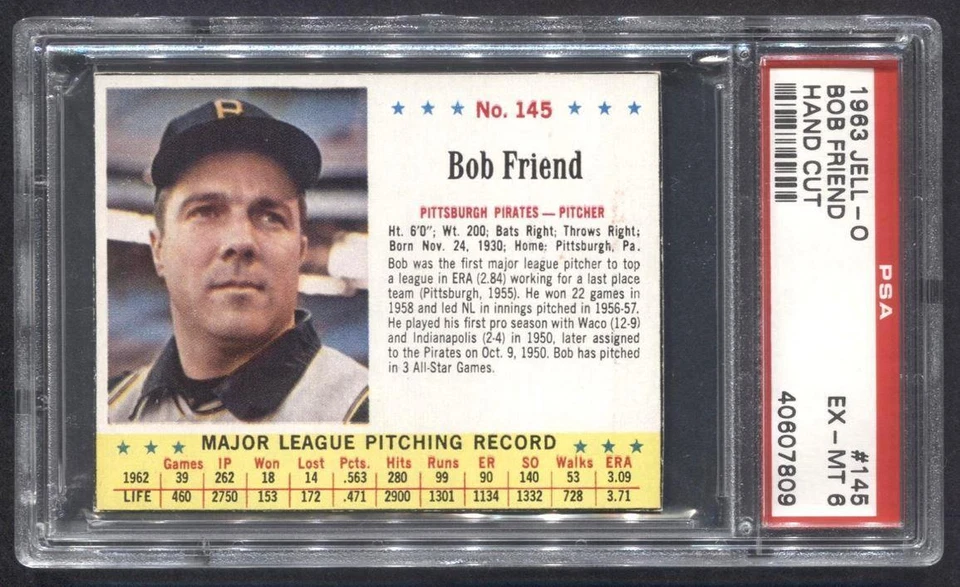 ★ ★ ★ No. 145 ★ ★ ★
Bob Friend
PITTSBURGH PIRATES — PITCHER
Ht. 6'0"; Wt. 200; Bats Right; Throws Right;
Born Nov. 24, 1930; Home: Pittsburgh, Pa.
Bob was the first major league pitcher to top
a league in ERA (2.84) working for a last place
team (Pittsburgh, 1955). He won 22 games in
1958 and led NL in innings pitched in 1956-57.
He played his first pro season with Waco (12-9)
and Indianapolis (2-4) in 1950, later assigned
to the Pirates on Oct. 9, 1950. Bob has pitched
in 3 All-Star Games.
★ ★ ★ MAJOR LEAGUE PITCHING RECORD ★ ★ ★
Games IP Won Lost Pcts. Hits Runs ER SO Walks ERA
1962 39 262 18 14 .563 280 99 90 140 53 3.09
LIFE 460 2750 153 172 .471 2900 1301 1134 1332 728 3.71
P
1963 JELL-O #145
BOB FRIEND EX-MT 6
HAND CUT
40607809
PSA